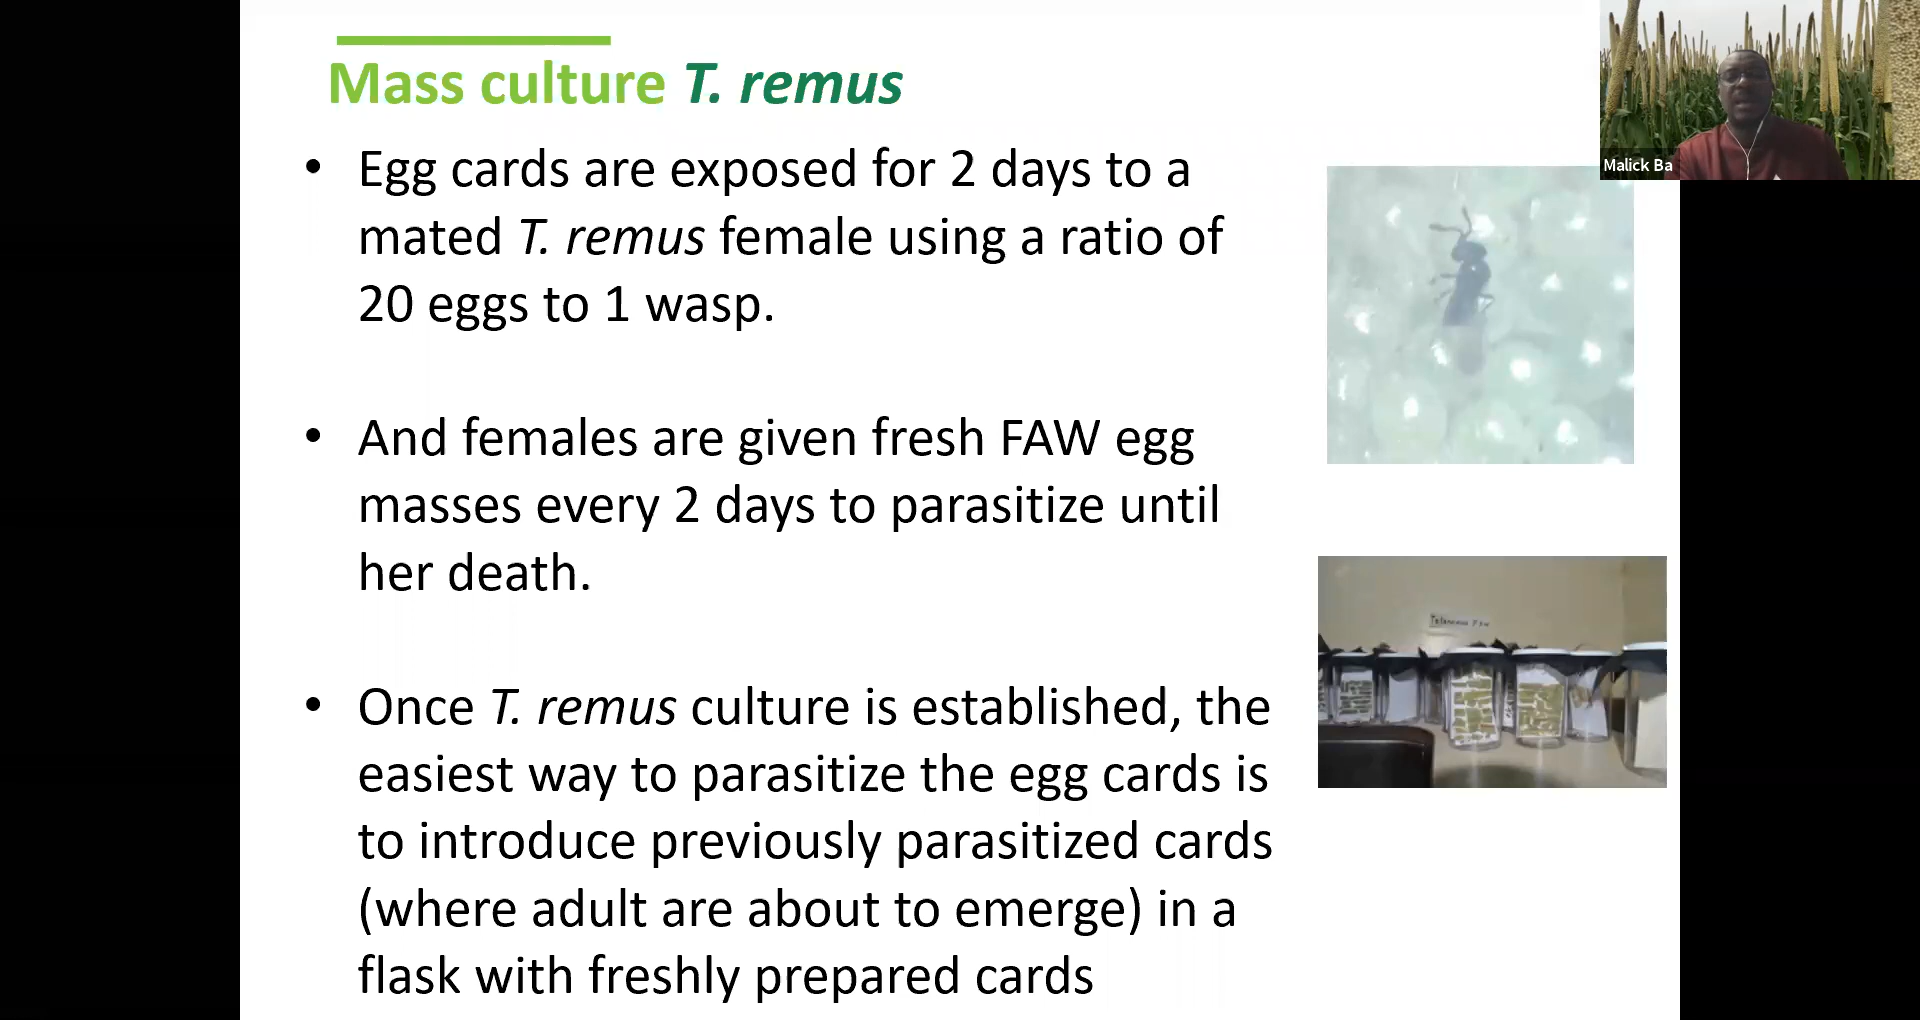 Mass culture T. remus
Malick Ba
• Egg cards are exposed for 2 days to a
mated T. remus female using a ratio of
20 eggs to 1 wasp.
• And females are given fresh FAW egg
masses every 2 days to parasitize until
her death.
Telenomus FAW
• Once T. remus culture is established, the
easiest way to parasitize the egg cards is
to introduce previously parasitized cards
(where adult are about to emerge) in a
flask with freshly prepared cards